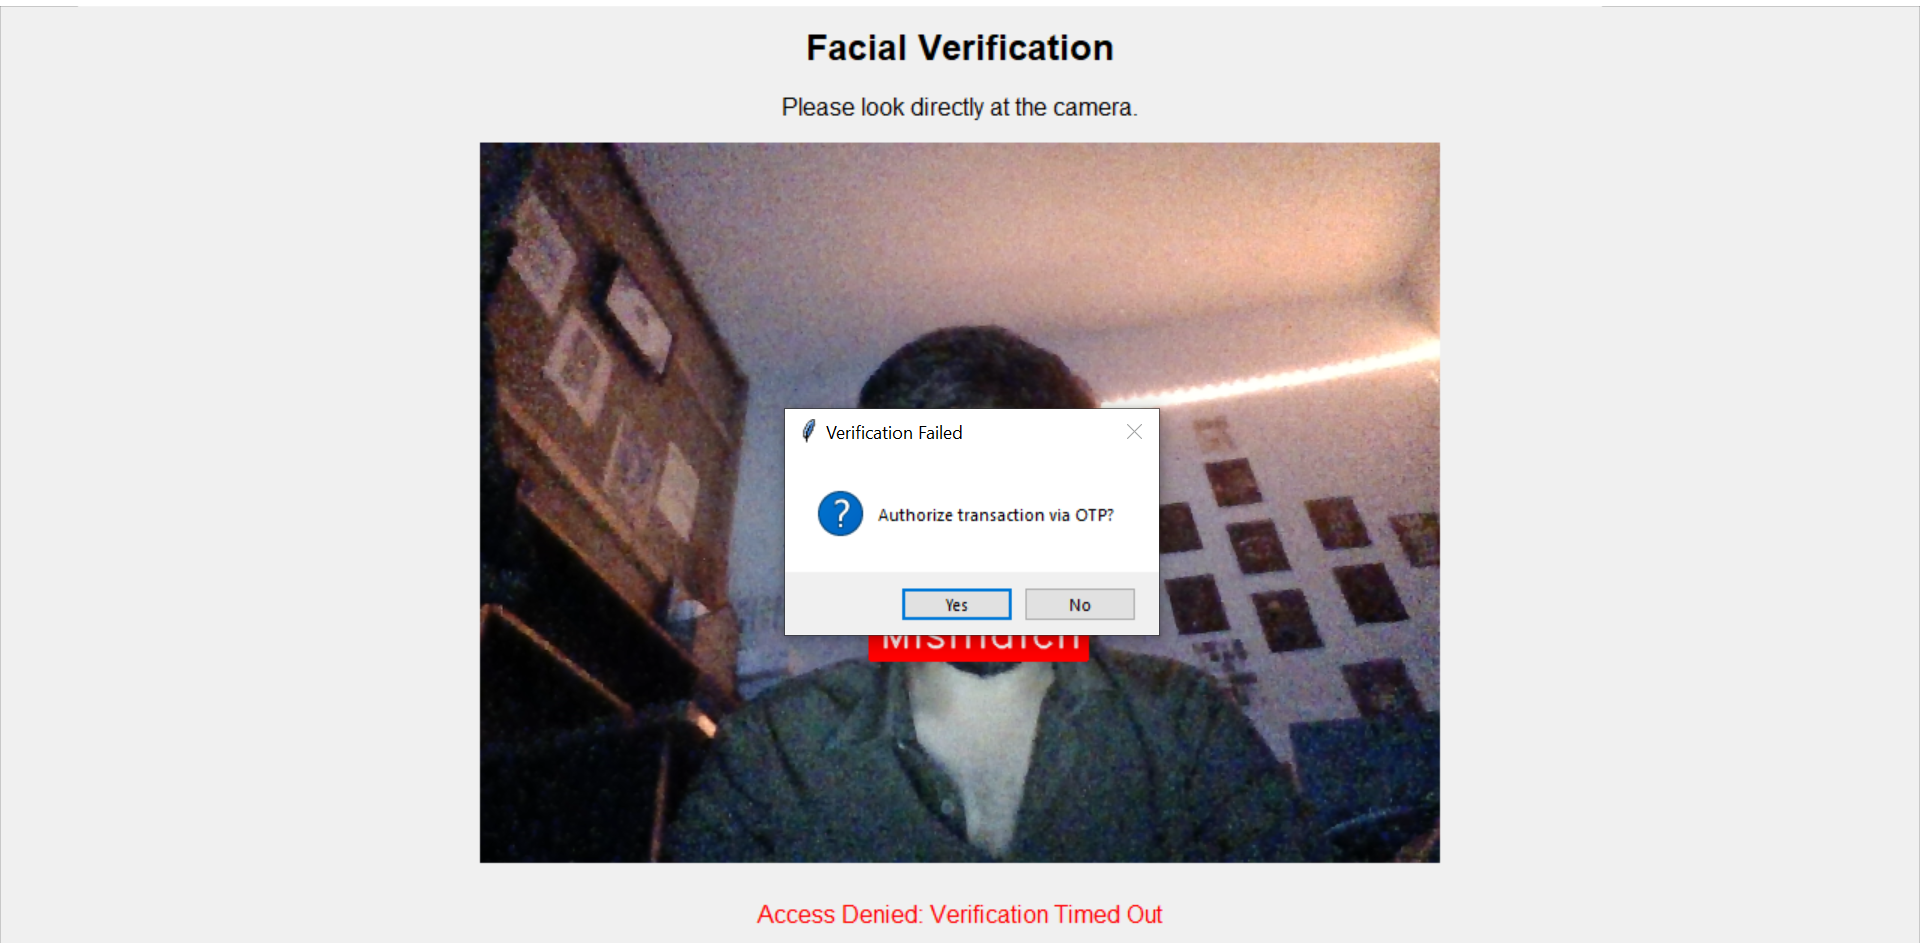 Facial Verification
Please look directly at the camera.
Verification Failed
Authorize transaction via OTP?
Yes
No
Mismatch
Access Denied: Verification Timed Out